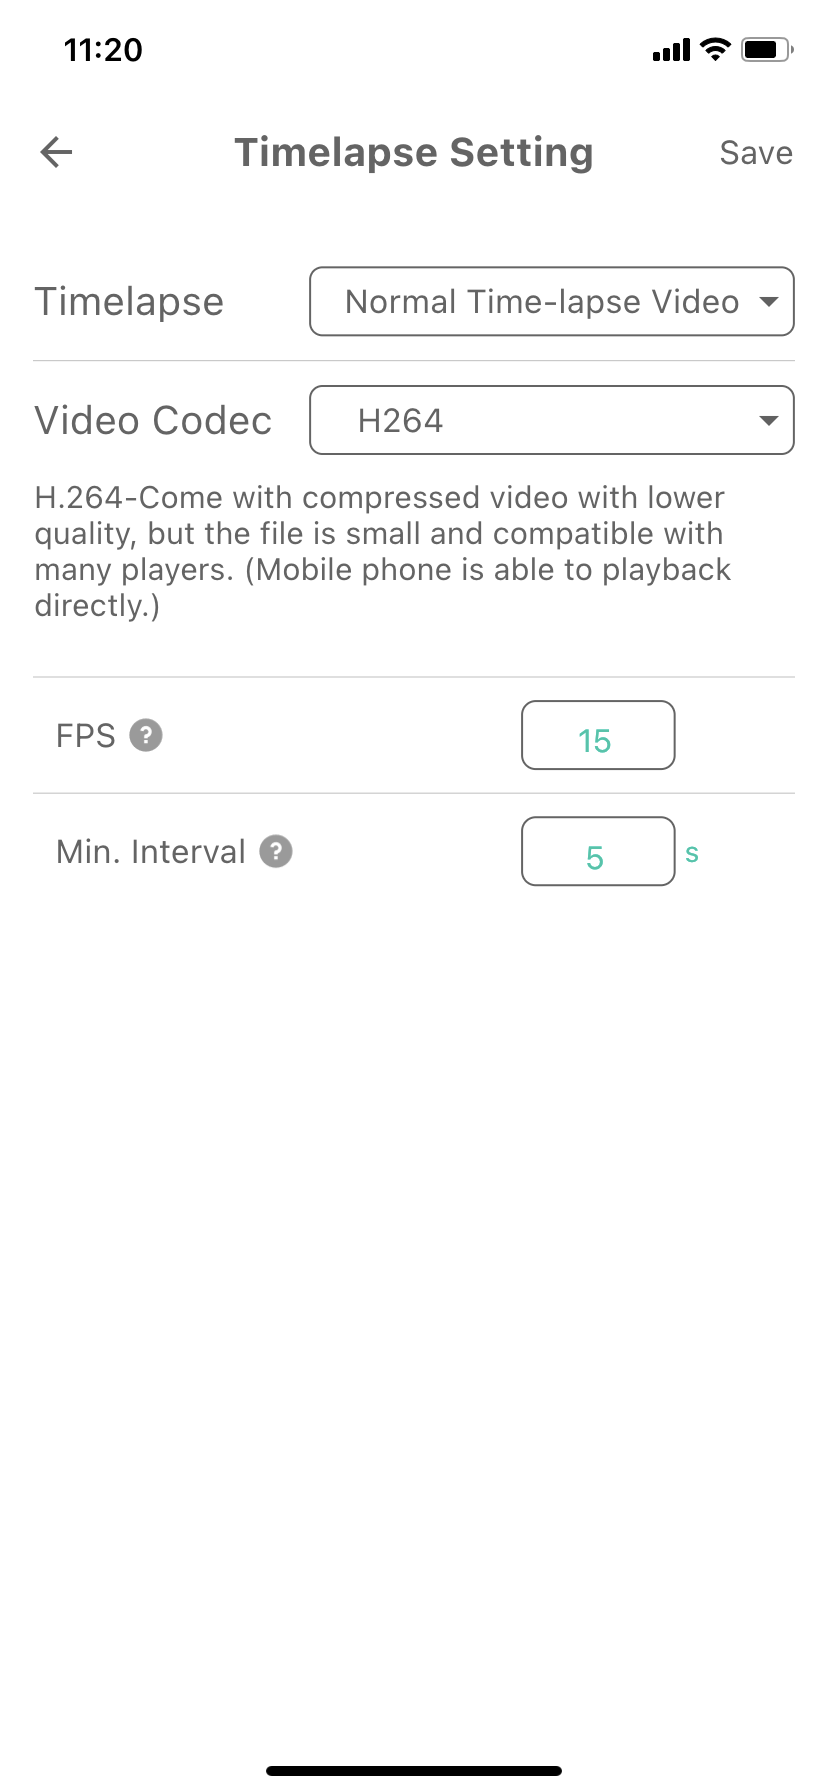 11:20
Timelapse Setting
Save
Timelapse
Normal Time-lapse Video
Video Codec
H264
H.264-Come with compressed video with lower
quality, but the file is small and compatible with
many players. (Mobile phone is able to playback
directly.)
FPS ?
15
Min. Interval ?
5 s